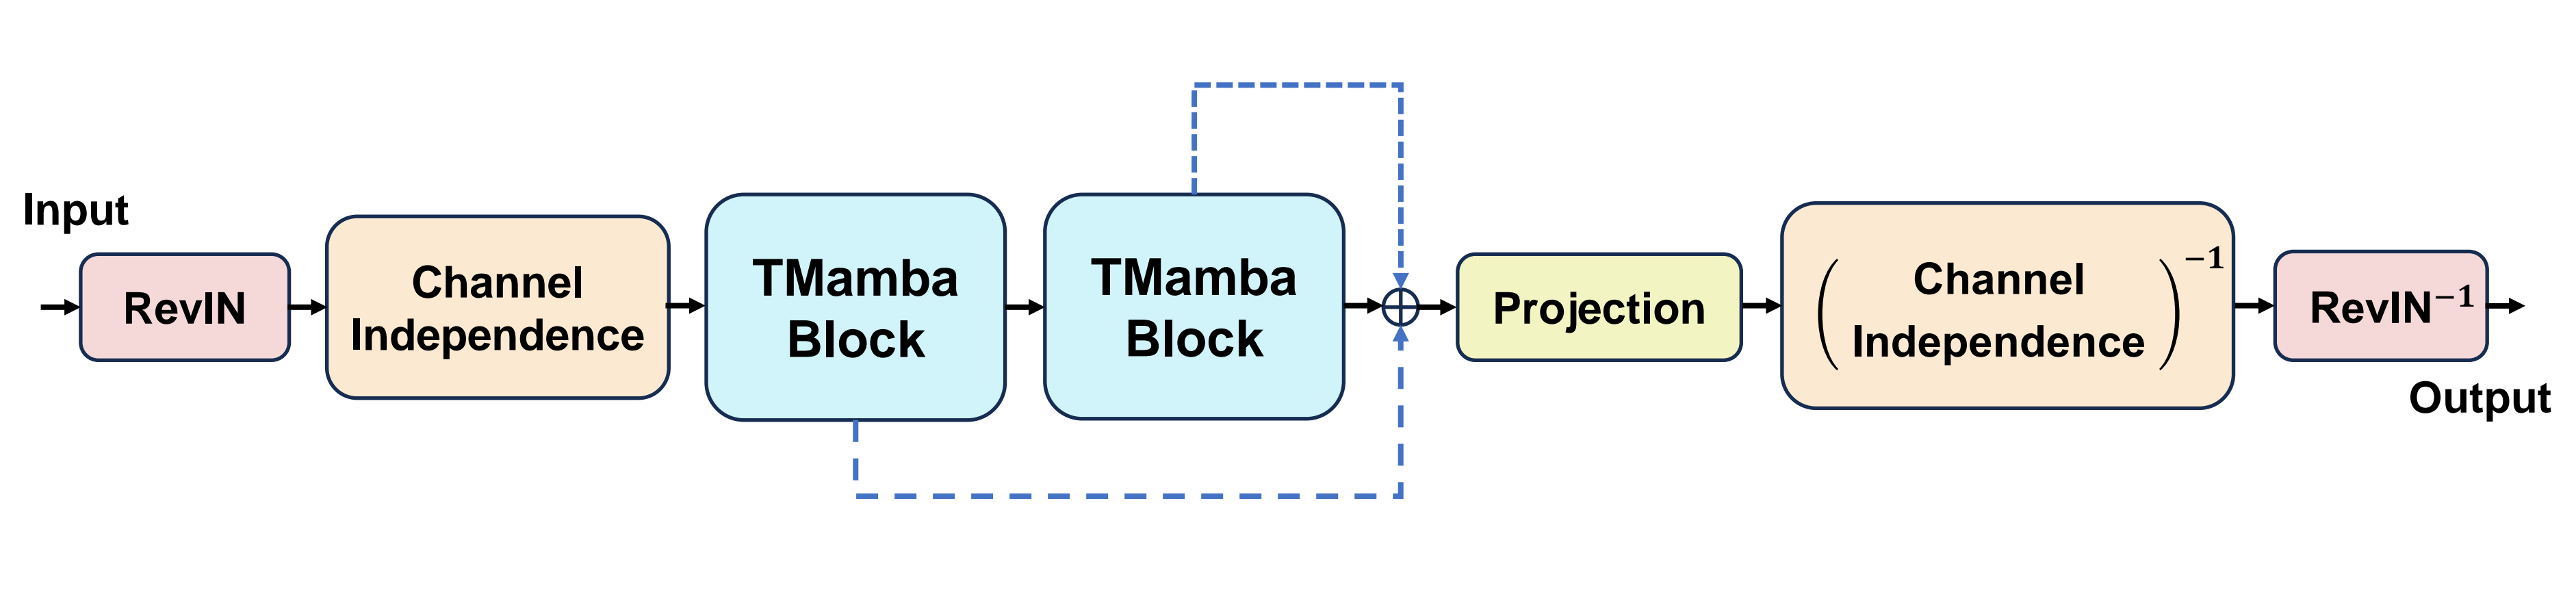 Input
RevIN
Channel
Independence
TMamba
Block
TMamba
Block
Projection
(Channel
Independence)⁻¹
RevIN⁻¹
Output